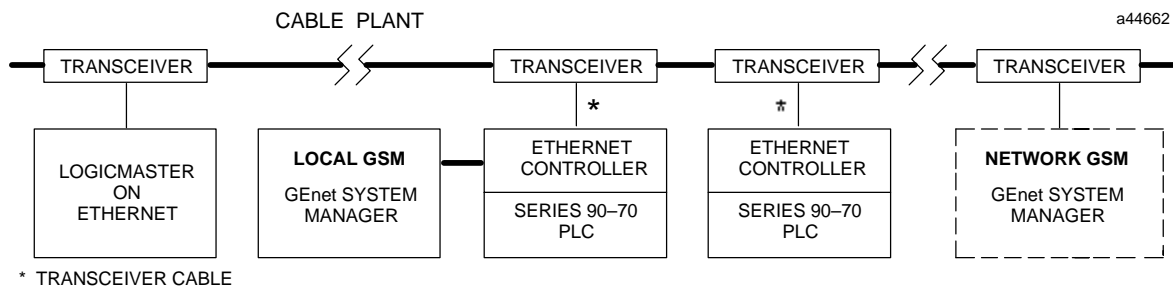 CABLE PLANT
a44662
TRANSCEIVER
TRANSCEIVER
TRANSCEIVER
TRANSCEIVER
*
*
LOGICMASTER
ON
ETHERNET
LOCAL GSM
GEnet SYSTEM
MANAGER
ETHERNET
CONTROLLER
SERIES 90–70
PLC
ETHERNET
CONTROLLER
SERIES 90–70
PLC
NETWORK GSM
GEnet SYSTEM
MANAGER
* TRANSCEIVER CABLE